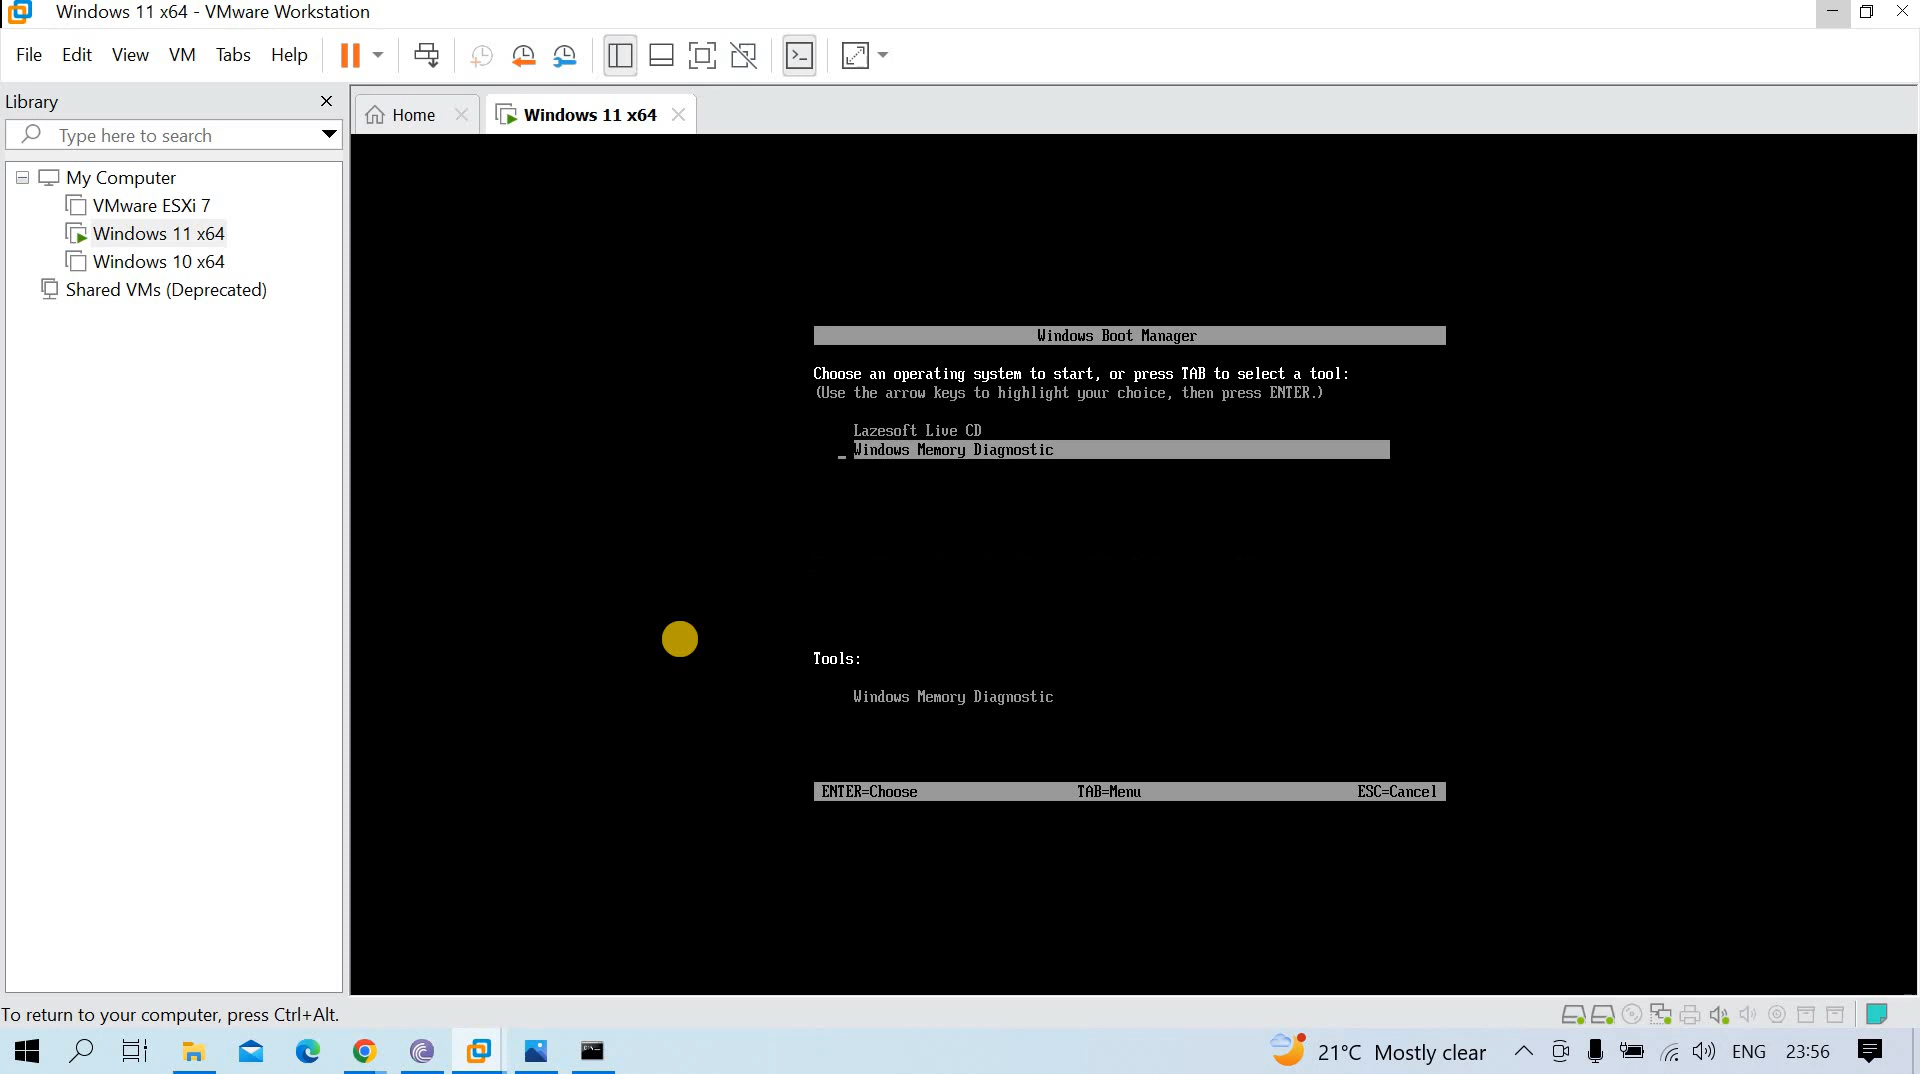 Windows 11 x64 - VMware Workstation
File Edit View VM Tabs Help
Library
Type here to search
My Computer
VMware ESXi 7
Windows 11 x64
Windows 10 x64
Shared VMs (Deprecated)
Home
Windows 11 x64
Windows Boot Manager
Choose an operating system to start, or press TAB to select a tool:
(Use the arrow keys to highlight your choice, then press ENTER.)
Lazesoft Live CD
Windows Memory Diagnostic
Tools:
Windows Memory Diagnostic
ENTER=Choose TAB=Menu ESC=Cancel
To return to your computer, press Ctrl+Alt.
21°C Mostly clear ENG 23:56